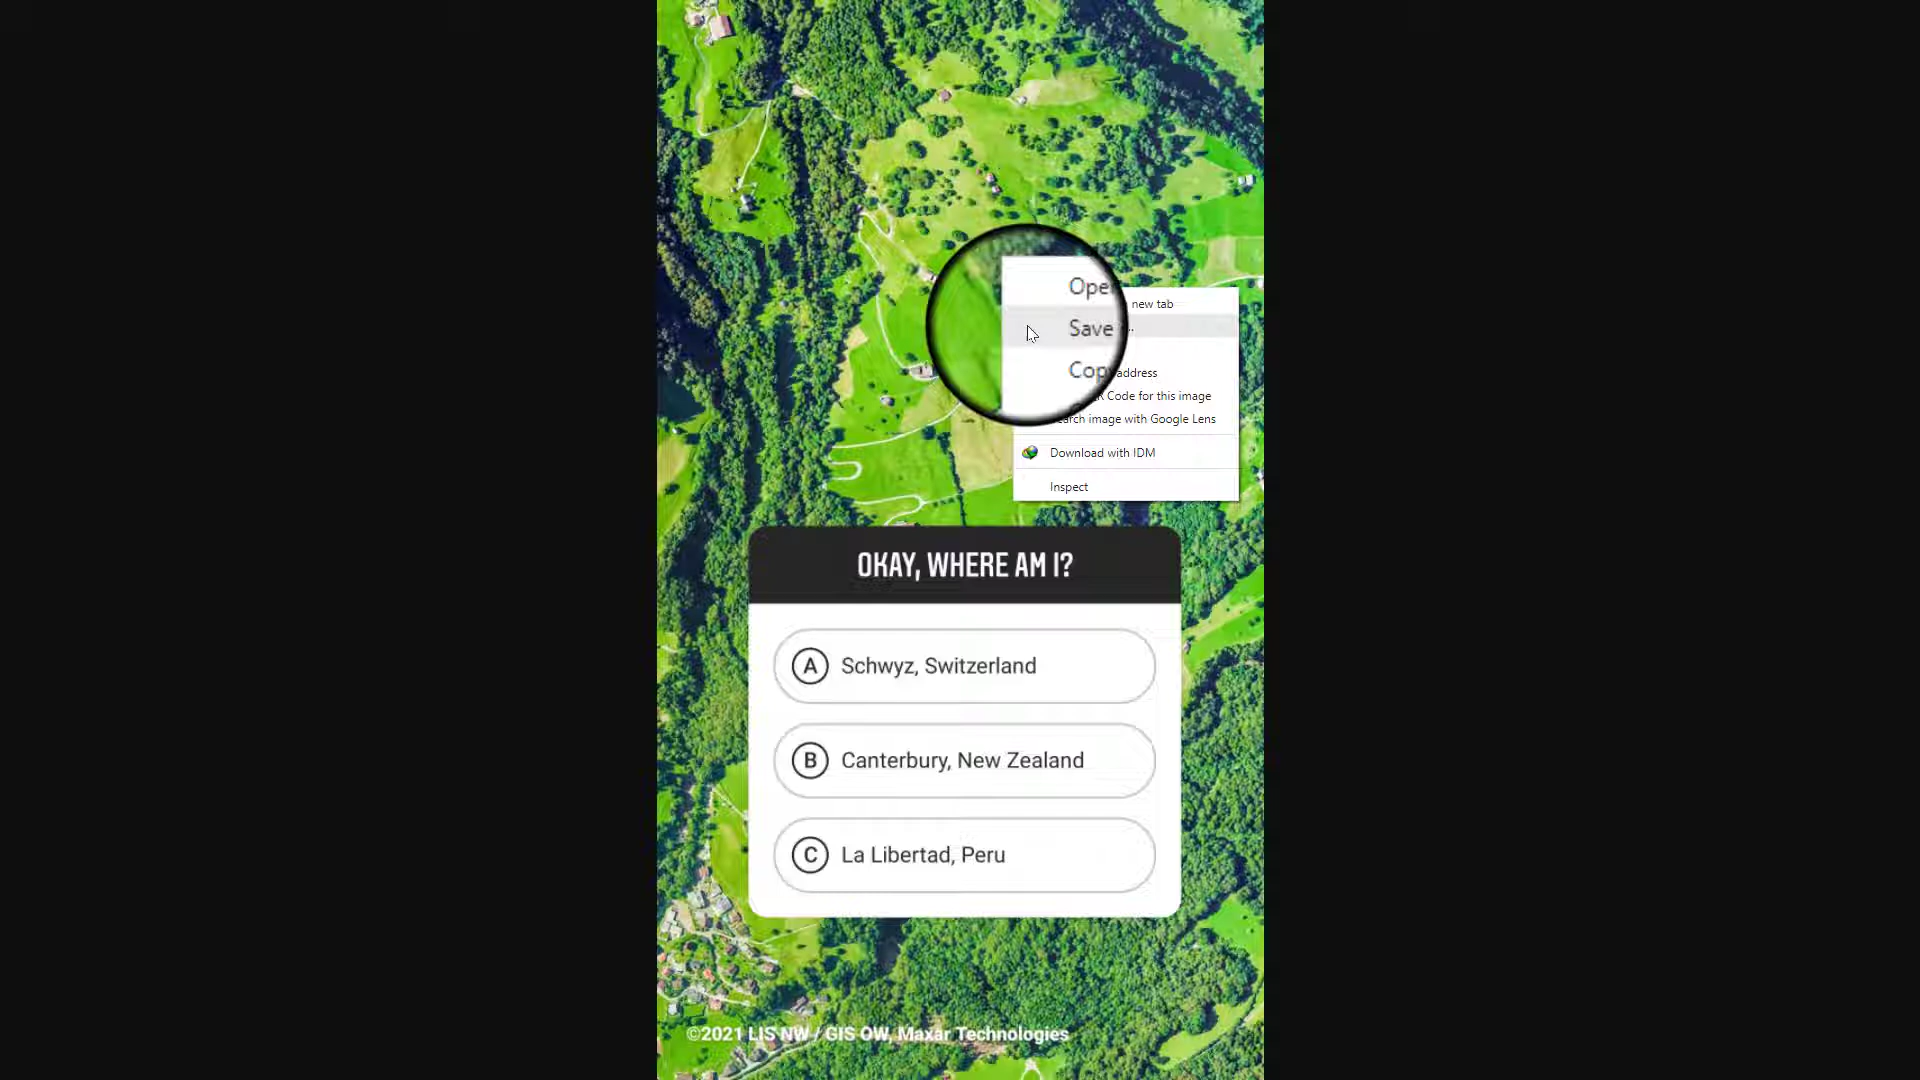 Ope
new tab
Save
..
Cop
address
Code for this image
arch image with Google Lens
Download with IDM
Inspect
OKAY, WHERE AM I?
A Schwyz, Switzerland
B Canterbury, New Zealand
C La Libertad, Peru
©2021 LIS NW / GIS OW, Maxar Technologies